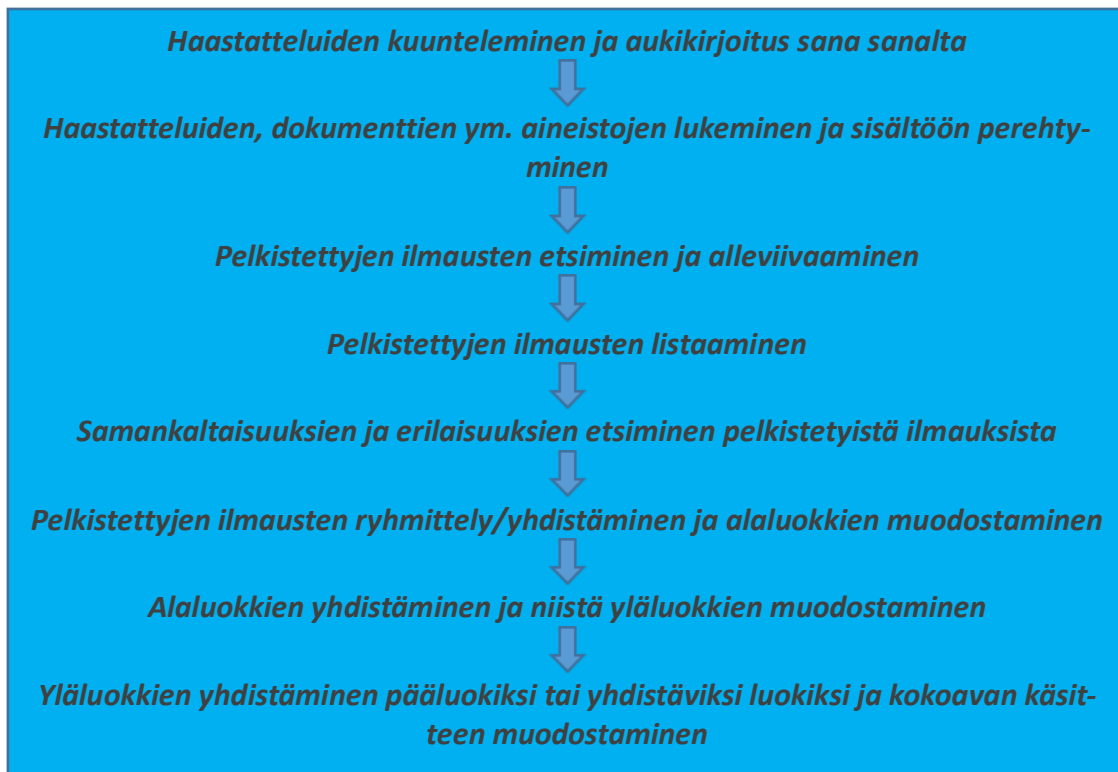 Haastatteluiden kuunteleminen ja aukikirjoitus sana sanalta
Haastatteluiden, dokumenttien ym. aineistojen lukeminen ja sisältöön perehty-
minen
Pelkistettyjen ilmausten etsiminen ja alleviivaaminen
Pelkistettyjen ilmausten listaaminen
Samankaltaisuuksien ja erilaisuuksien etsiminen pelkistetyistä ilmauksista
Pelkistettyjen ilmausten ryhmittely/yhdistäminen ja alaluokkien muodostaminen
Alaluokkien yhdistäminen ja niistä yläluokkien muodostaminen
Yläluokkien yhdistäminen pääluokiksi tai yhdistäviksi luokiksi ja kokoavan käsit-
teen muodostaminen